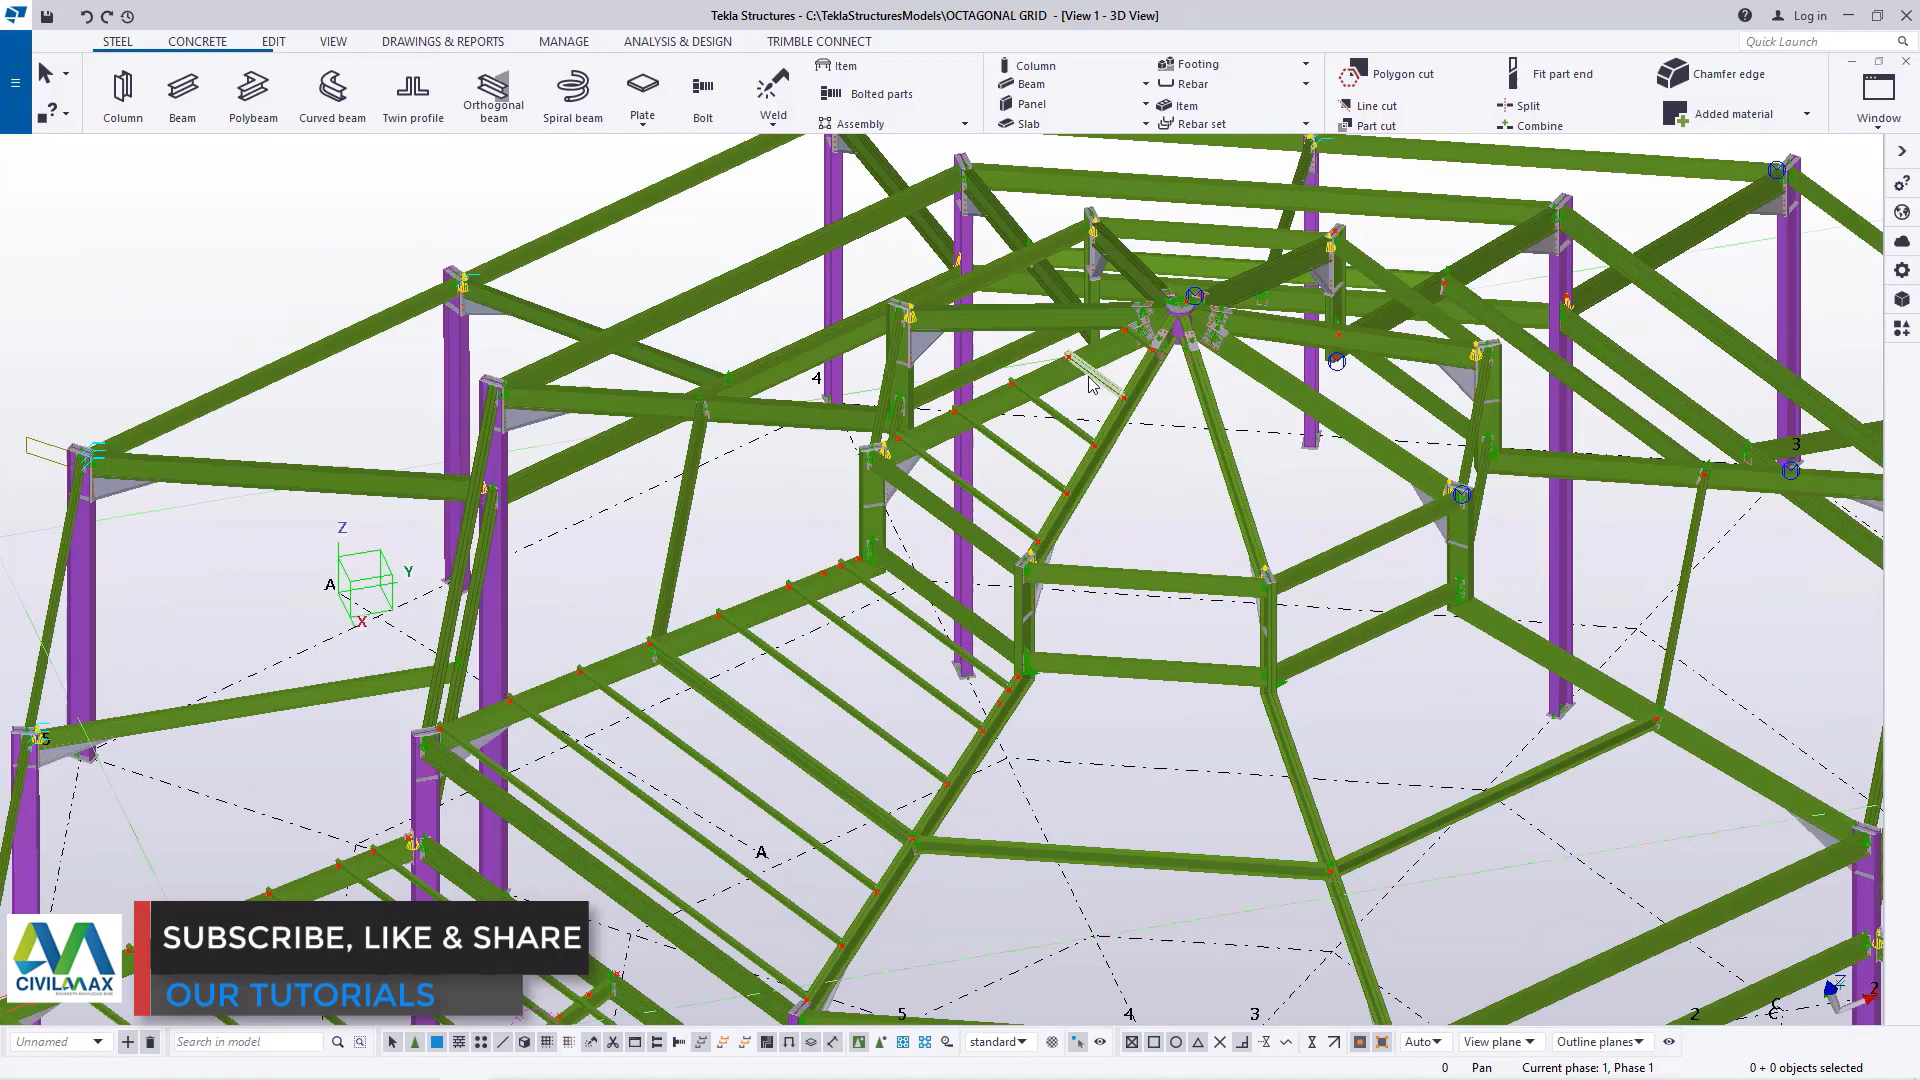 Tekla Structures - C:\TeklaStructuresModels\OCTAGONAL GRID - [View 1 - 3D View]
Log in
STEEL CONCRETE EDIT VIEW DRAWINGS & REPORTS MANAGE ANALYSIS & DESIGN TRIMBLE CONNECT
Quick Launch
Column
Beam
Polybeam
Curved beam
Twin profile
Orthogonal
beam
Spiral beam
Plate
Bolt
Weld
Item
Bolted parts
Assembly
Column
Beam
Panel
Slab
Footing
Rebar
Item
Rebar set
Polygon cut
Line cut
Part cut
Fit part end
Split
Combine
Chamfer edge
Added material
Window
4
3
Z
Y
A
X
5
A
5
4
3
2
C
Z
2
CIVILMAX
SUBSCRIBE, LIKE & SHARE
OUR TUTORIALS
Unnamed
Search in model
standard
Auto
View plane
Outline planes
0
Pan
Current phase: 1, Phase 1
0 + 0 objects selected